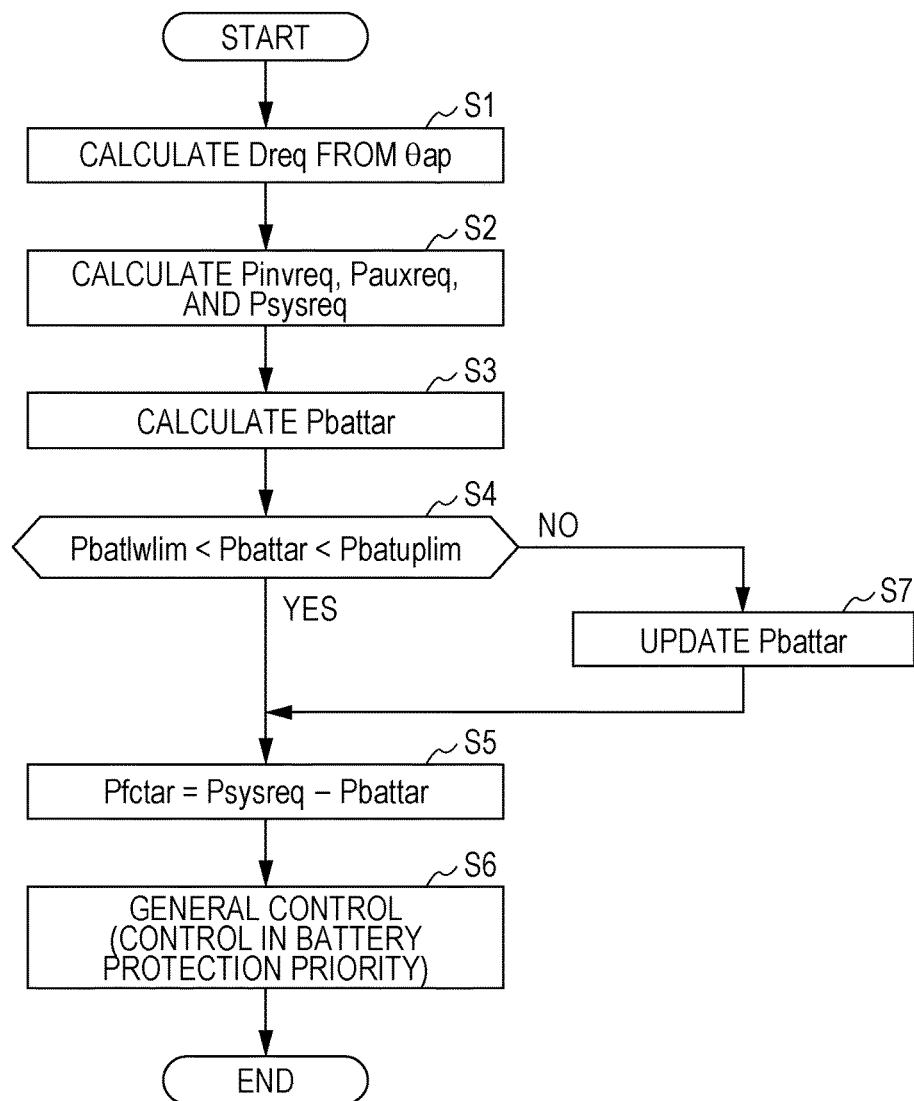 START
S1
CALCULATE Dreq FROM θap
S2
CALCULATE Pinvreq, Pauxreq,
AND Psysreq
S3
CALCULATE Pbattar
S4
Pbatlwlim < Pbattar < Pbatuplim
NO
YES
S7
UPDATE Pbattar
S5
Pfctar = Psysreq – Pbattar
S6
GENERAL CONTROL
(CONTROL IN BATTERY
PROTECTION PRIORITY)
END